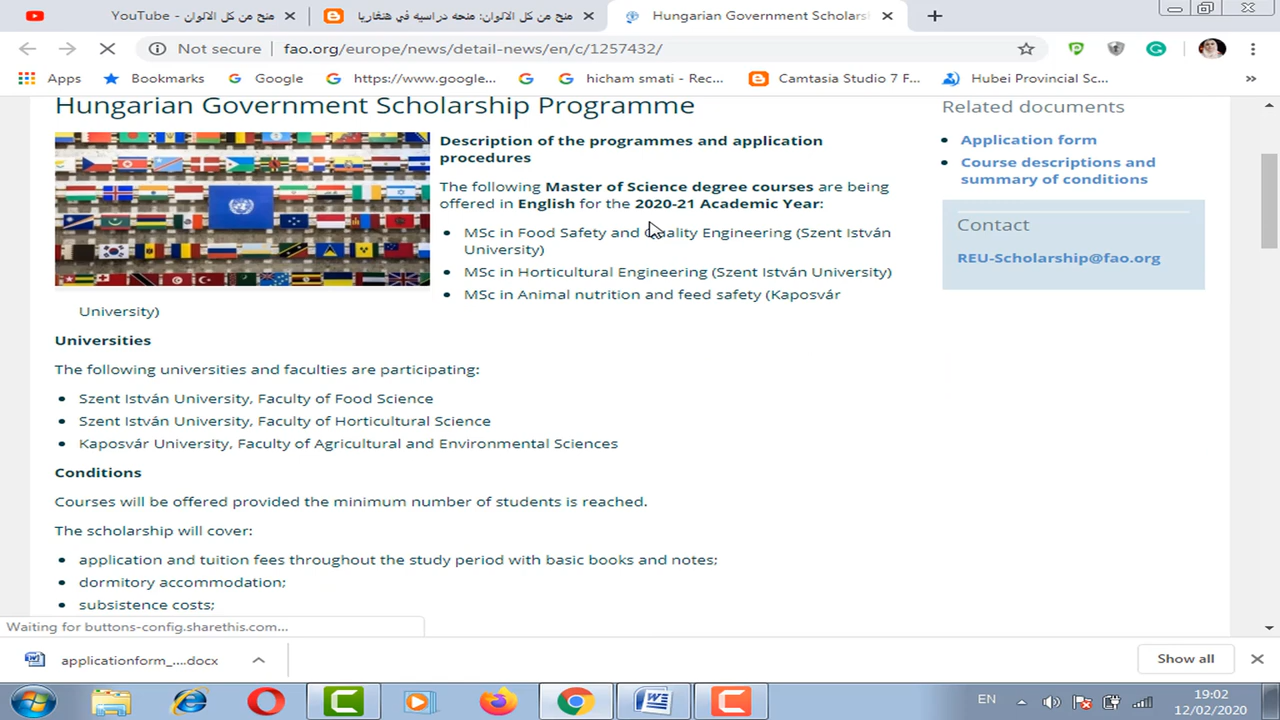 منح من كل الالوان - YouTube
منحه دراسيه في هنغاريا :منح من كل الالوان
Hungarian Government Scholarsh
Not secure
fao.org/europe/news/detail-news/en/c/1257432/
Apps
Bookmarks
Google
https://www.google...
hicham smati - Rec...
Camtasia Studio 7 F...
Hubei Provincial Sc...
»
Hungarian Government Scholarship Programme
Description of the programmes and application
procedures
The following Master of Science degree courses are being
offered in English for the 2020-21 Academic Year:
• MSc in Food Safety and Quality Engineering (Szent István
University)
• MSc in Horticultural Engineering (Szent István University)
• MSc in Animal nutrition and feed safety (Kaposvár
University)
Universities
The following universities and faculties are participating:
• Szent István University, Faculty of Food Science
• Szent István University, Faculty of Horticultural Science
• Kaposvár University, Faculty of Agricultural and Environmental Sciences
Conditions
Courses will be offered provided the minimum number of students is reached.
The scholarship will cover:
• application and tuition fees throughout the study period with basic books and notes;
• dormitory accommodation;
• subsistence costs;
Related documents
• Application form
• Course descriptions and
summary of conditions
Contact
REU-Scholarship@fao.org
Waiting for buttons-config.sharethis.com...
applicationform_....docx
Show all
EN
19:02
12/02/2020